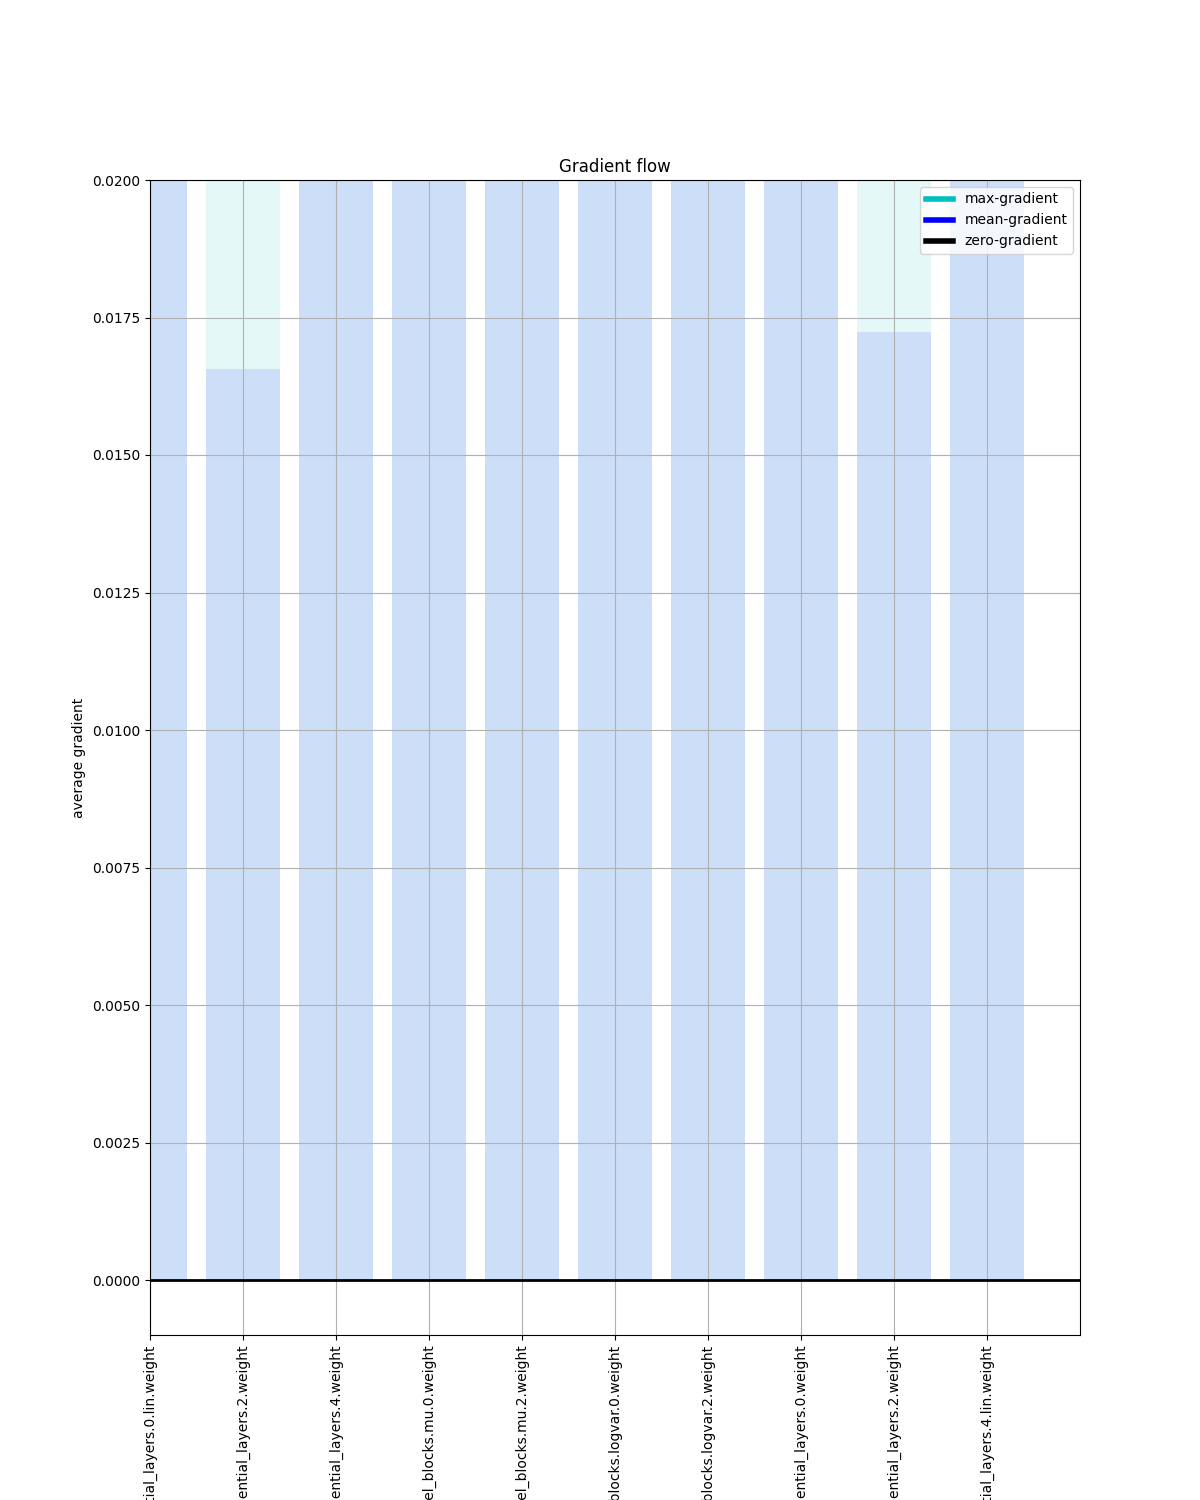 Gradient flow
max-gradient
mean-gradient
zero-gradient
0.0200
0.0175
0.0150
0.0125
0.0100
0.0075
0.0050
0.0025
0.0000
average gradient
tial_layers.0.lin.weight
ential_layers.2.weight
ential_layers.4.weight
el_blocks.mu.0.weight
el_blocks.mu.2.weight
blocks.logvar.0.weight
blocks.logvar.2.weight
ential_layers.0.weight
ential_layers.2.weight
tial_layers.4.lin.weight